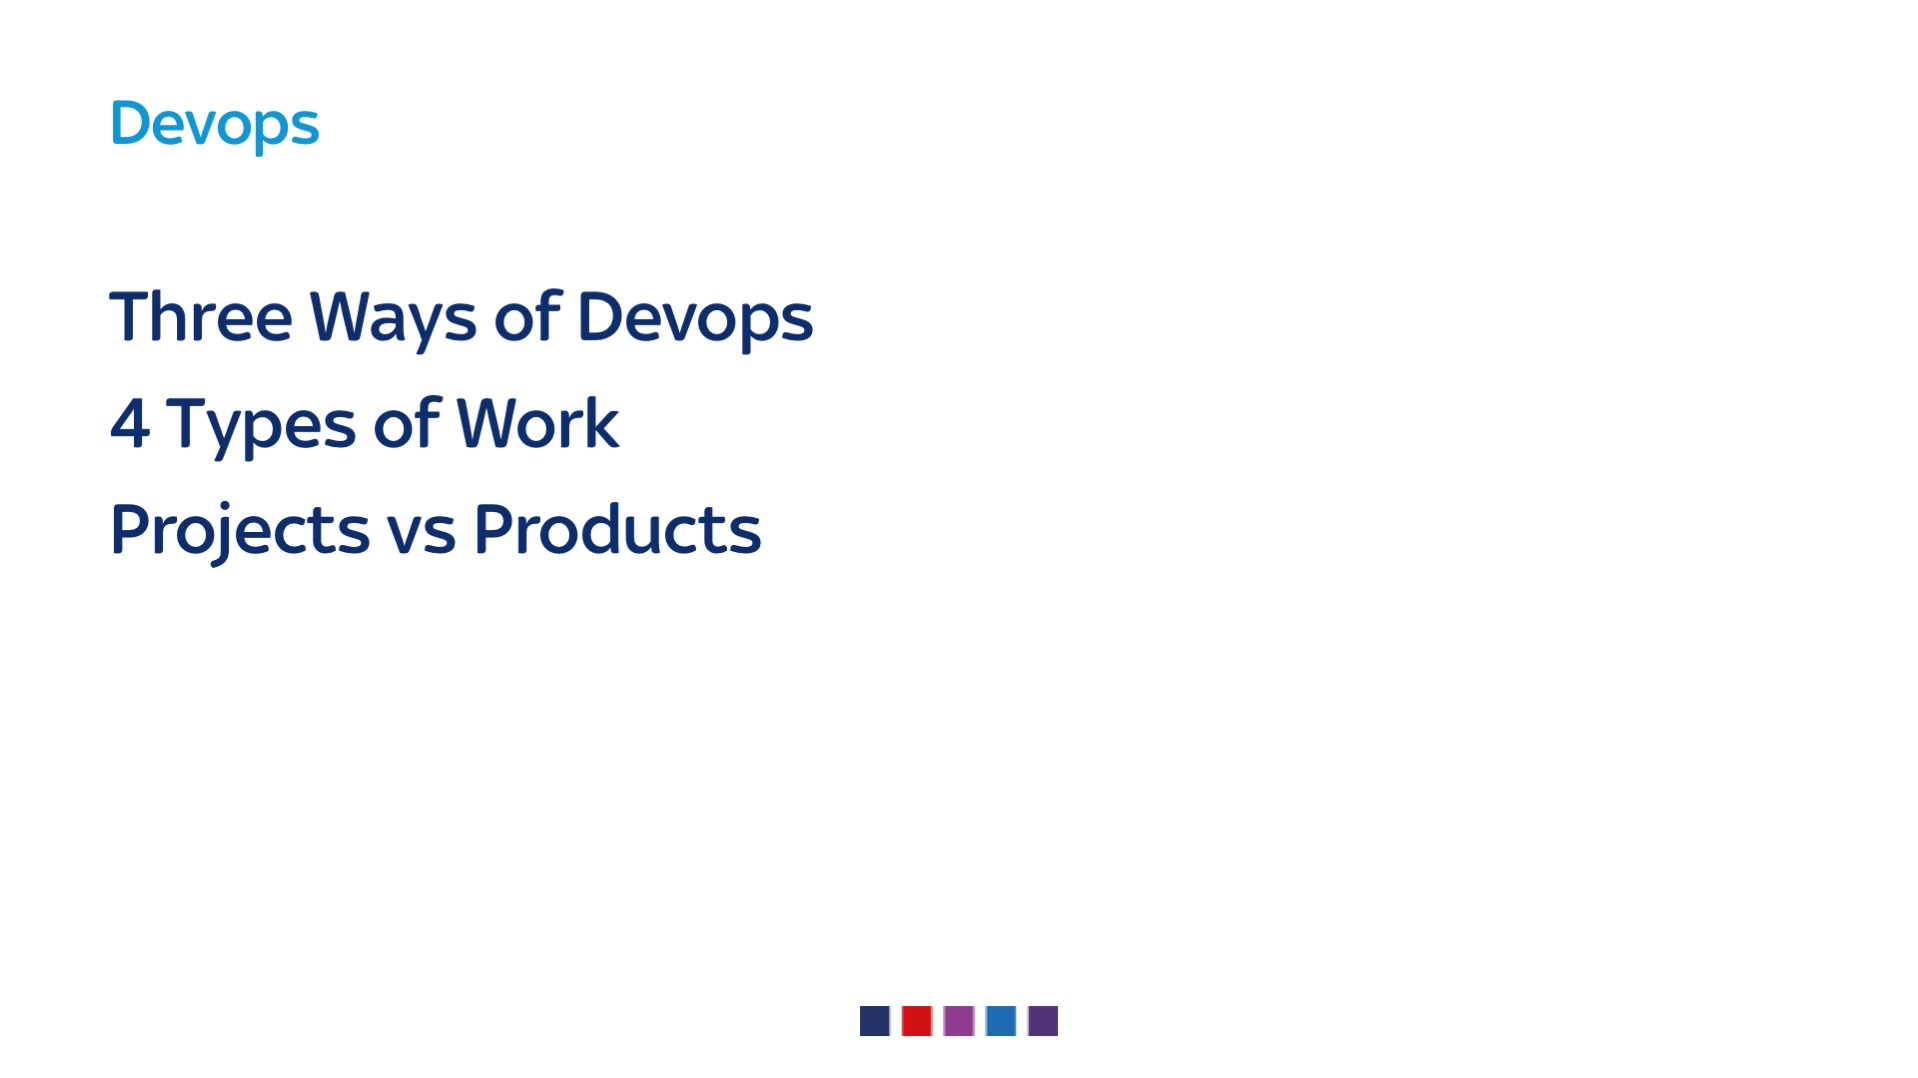 Devops
Three Ways of Devops
4 Types of Work
Projects vs Products